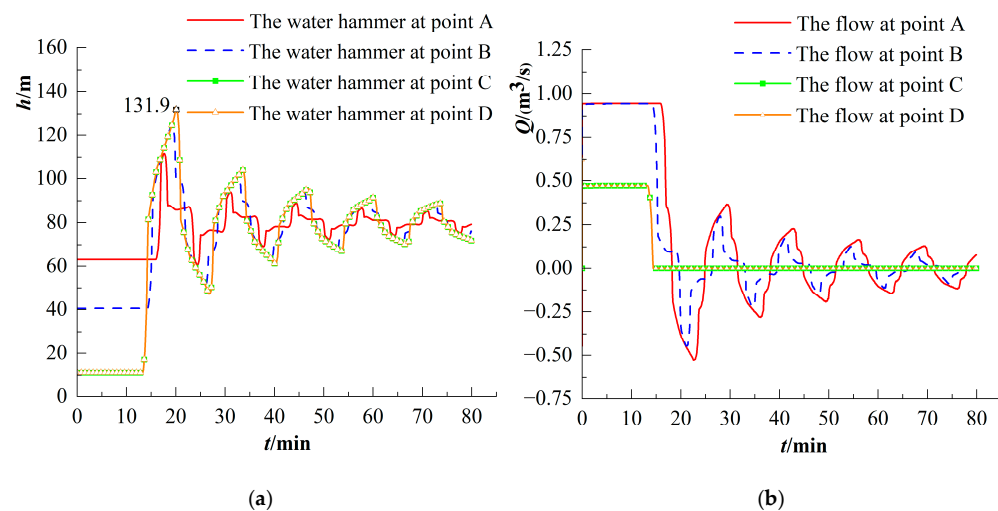 The water hammer at point A
The water hammer at point B
The water hammer at point C
The water hammer at point D
131.9
h/m
160
140
120
100
80
60
40
20
0
0 10 20 30 40 50 60 70 80
t/min
(a)
The flow at point A
The flow at point B
The flow at point C
The flow at point D
Q/(m³/s)
1.25
1.00
0.75
0.50
0.25
0.00
−0.25
−0.50
−0.75
0 10 20 30 40 50 60 70 80
t/min
(b)